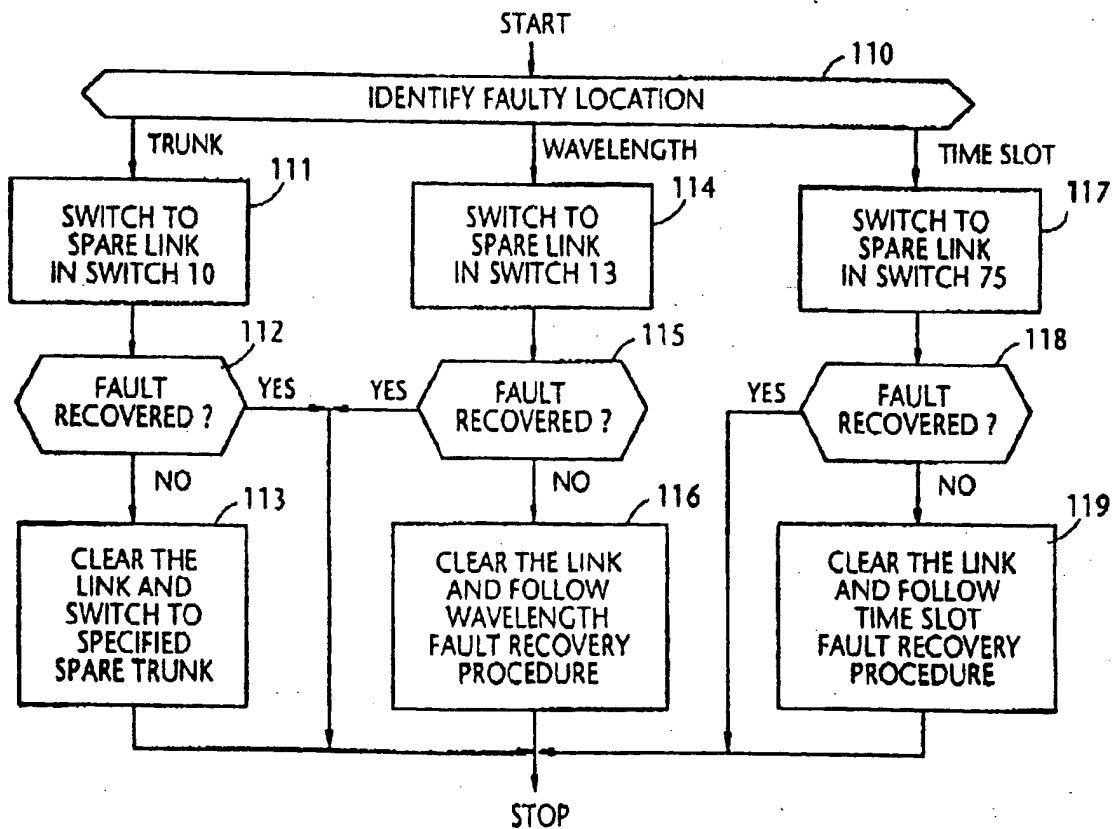 START
110
IDENTIFY FAULTY LOCATION
TRUNK
WAVELENGTH
TIME SLOT
111
SWITCH TO
SPARE LINK
IN SWITCH 10
114
SWITCH TO
SPARE LINK
IN SWITCH 13
117
SWITCH TO
SPARE LINK
IN SWITCH 75
112
FAULT
RECOVERED ?
YES
115
YES
FAULT
RECOVERED ?
118
YES
FAULT
RECOVERED ?
NO
NO
NO
113
CLEAR THE
LINK AND
SWITCH TO
SPECIFIED
SPARE TRUNK
116
CLEAR THE LINK
AND FOLLOW
WAVELENGTH
FAULT RECOVERY
PROCEDURE
119
CLEAR THE LINK
AND FOLLOW
TIME SLOT
FAULT RECOVERY
PROCEDURE
STOP